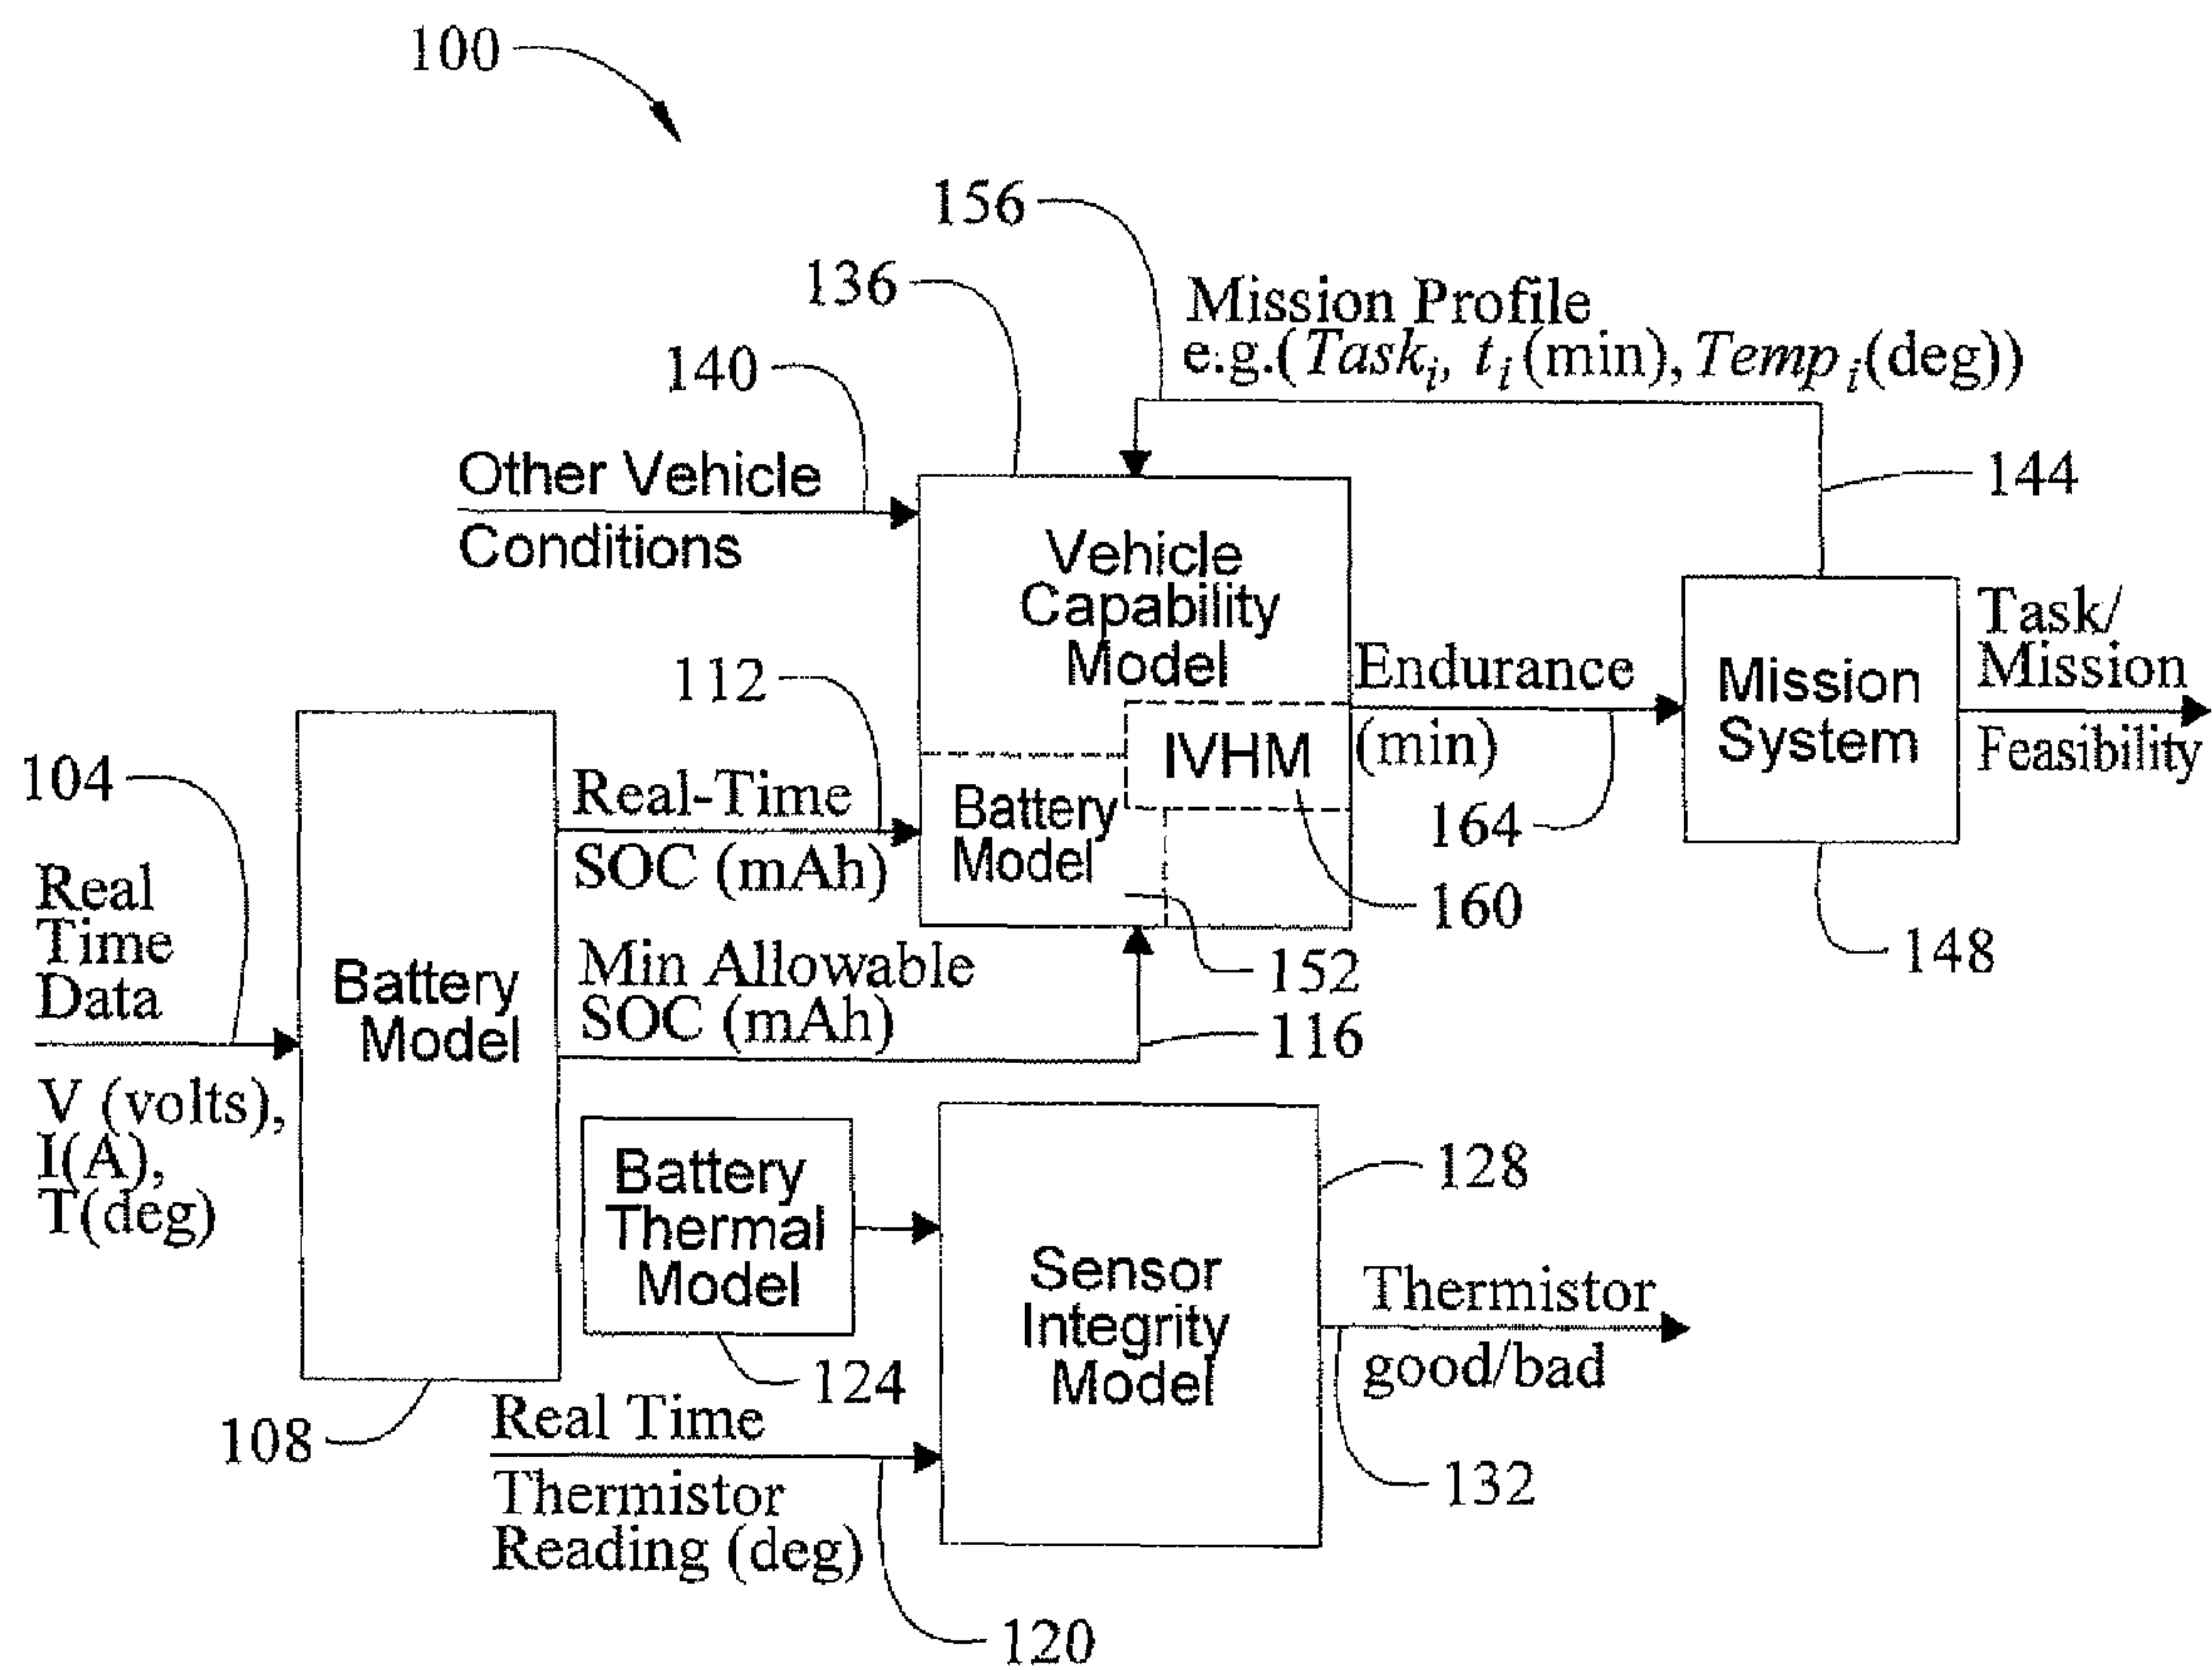 100
156
136
Mission Profile
e.g.(Task_i, t_i (min), Temp_i (deg))
140
Other Vehicle
Conditions
144
Vehicle
Capability
Model
Task/
Mission
Feasibility
112
Endurance
(min)
Mission
System
104
IVHM
Real-Time
SOC (mAh)
Battery
Model
164
160
148
152
Real
Time
Data
Battery
Model
Min Allowable
SOC (mAh)
116
V (volts),
I(A),
T(deg)
Battery
Thermal
Model
128
Sensor
Integrity
Model
Thermistor
good/bad
124
108
Real Time
Thermistor
Reading (deg)
132
120